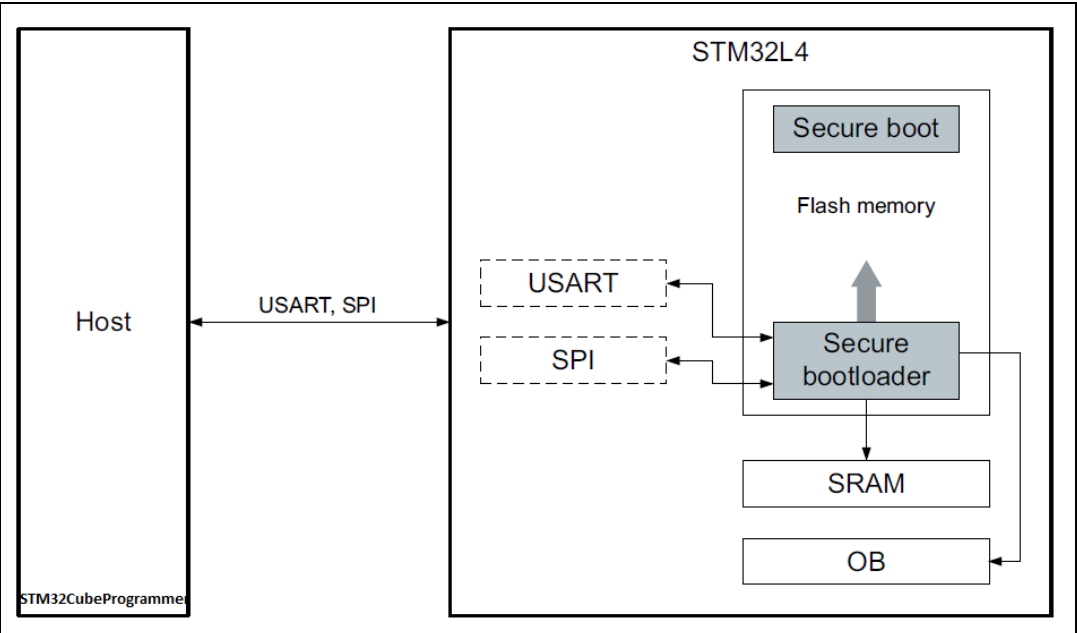 STM32L4
Secure boot
Flash memory
USART
USART, SPI
Host
SPI
Secure
bootloader
SRAM
OB
STM32CubeProgrammer